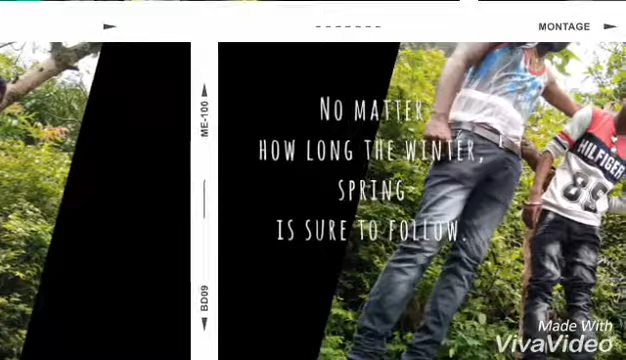 MONTAGE
ME-100
BD09
NO MATTER
HOW LONG THE WINTER,
SPRING
IS SURE TO FOLLOW.
HILFIGER
85
Made With
VivaVideo